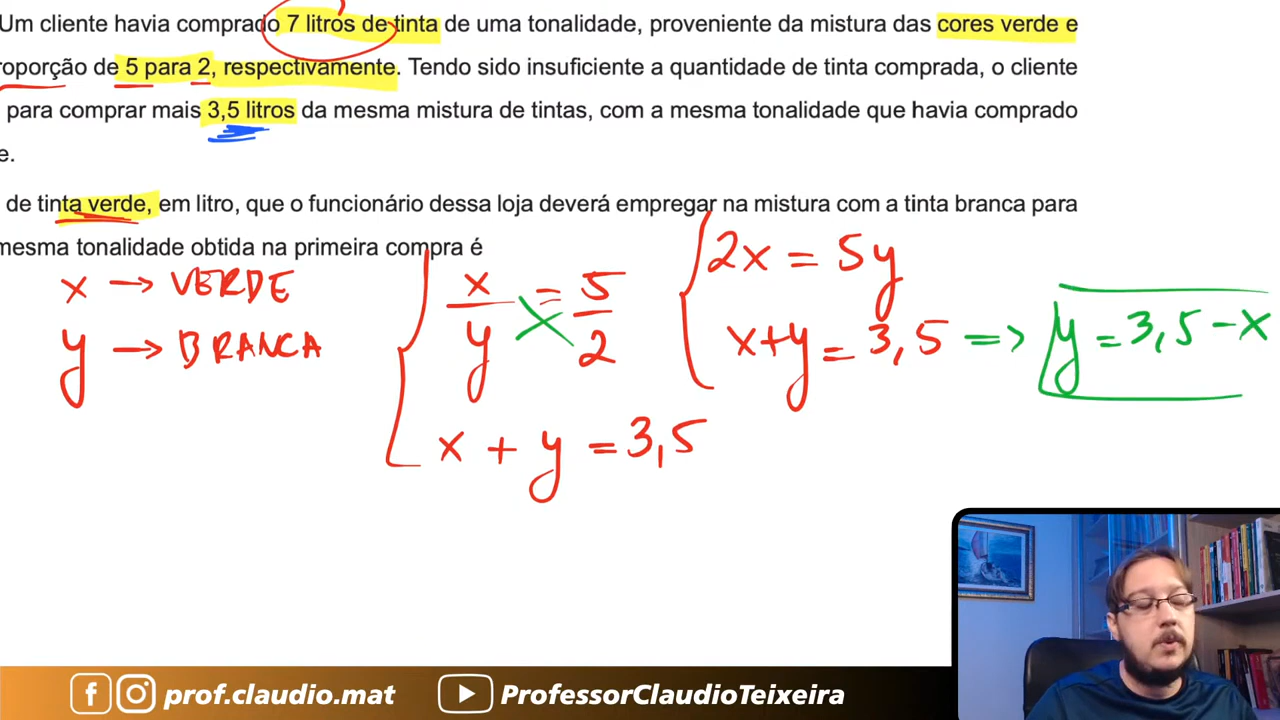 Um cliente havia comprado 7 litros de tinta de uma tonalidade, proveniente da mistura das cores verde e
roporção de 5 para 2, respectivamente. Tendo sido insuficiente a quantidade de tinta comprada, o cliente
para comprar mais 3,5 litros da mesma mistura de tintas, com a mesma tonalidade que havia comprado
e.
de tinta verde, em litro, que o funcionário dessa loja deverá empregar na mistura com a tinta branca para
mesma tonalidade obtida na primeira compra é
x → VERDE
y → BRANCA
x/y = 5/2
x + y = 3,5
2x = 5y
x+y = 3,5 => y = 3,5 - x
prof.claudio.mat ProfessorClaudioTeixeira